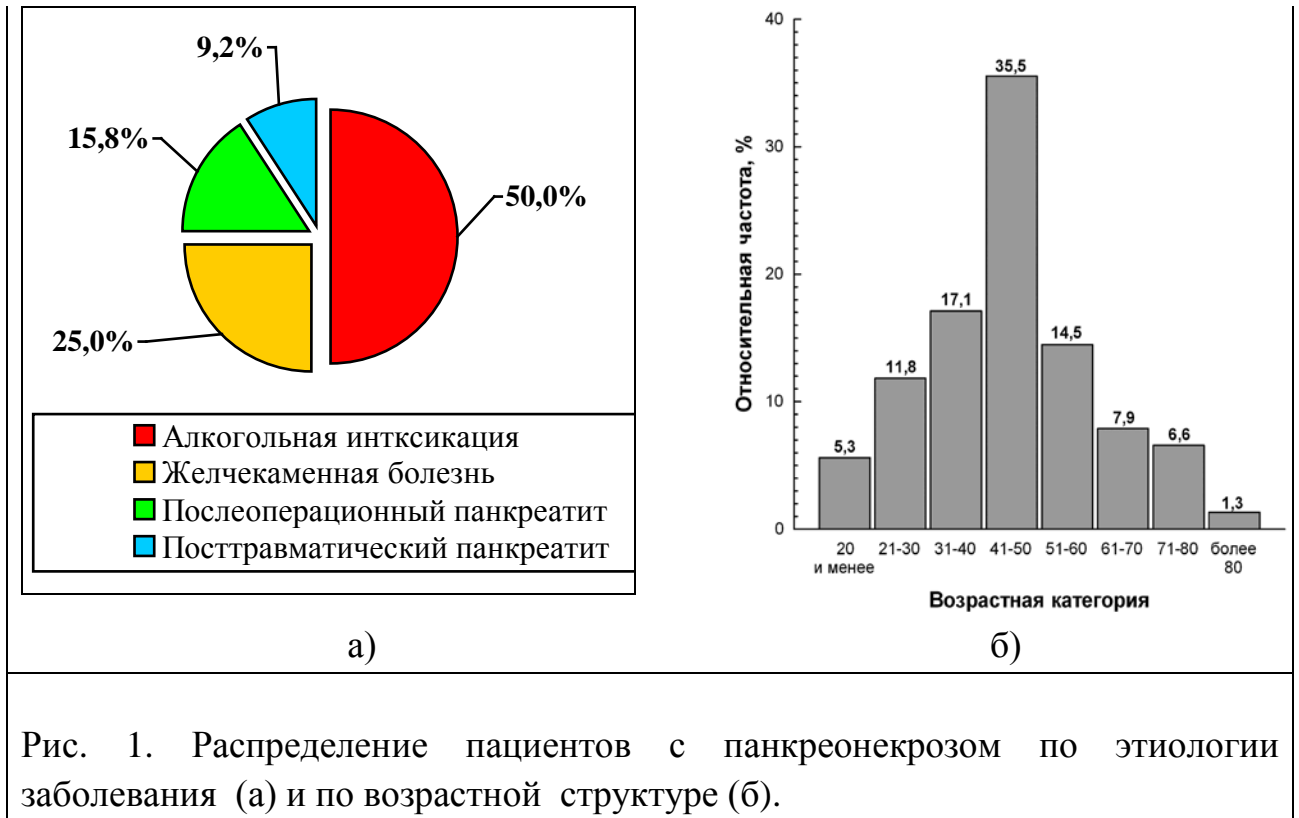 9,2%
15,8%
50,0%
25,0%
Алкогольная интксикация
Желчекаменная болезнь
Послеоперационный панкреатит
Посттравматический панкреатит
а)
Относительная частота, %
40
30
20
10
0
5,3
11,8
17,1
35,5
14,5
7,9
6,6
1,3
20 и менее
21-30
31-40
41-50
51-60
61-70
71-80
более 80
Возрастная категория
б)
Рис. 1. Распределение пациентов с панкреонекрозом по этиологии
заболевания (а) и по возрастной структуре (б).